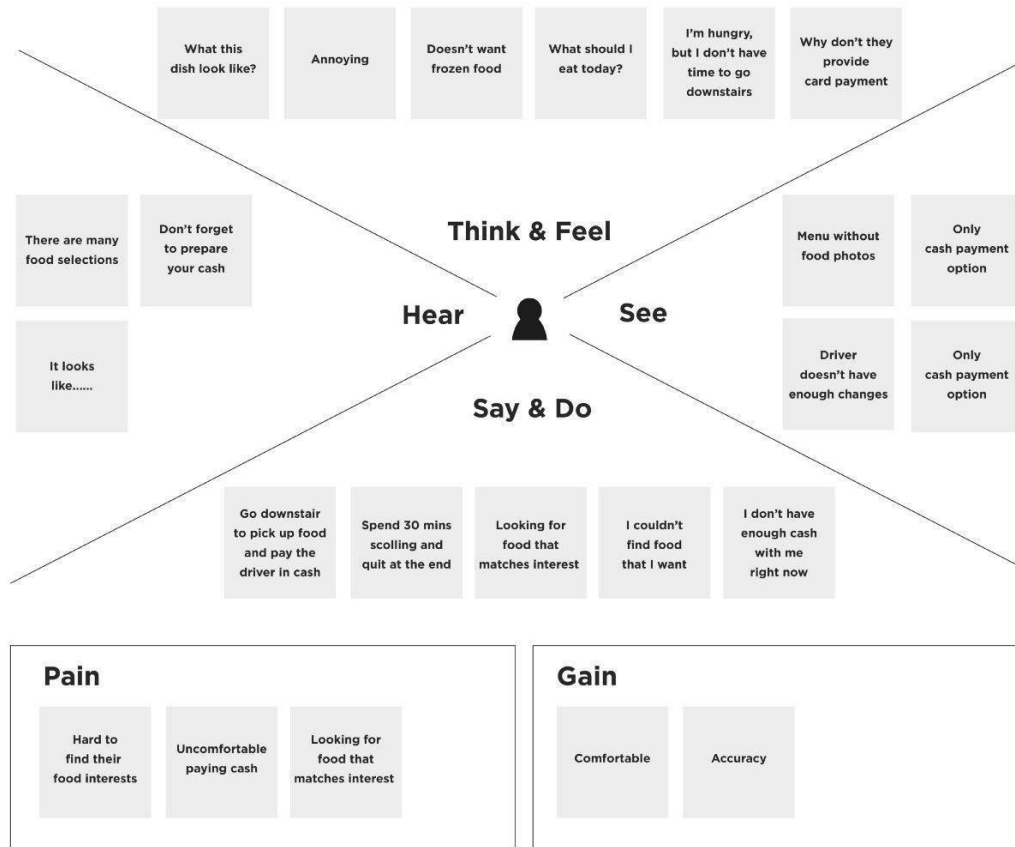 What this
dish look like?
Annoying
Doesn't want
frozen food
What should I
eat today?
I'm hungry,
but I don't have
time to go
downstairs
Why don't they
provide
card payment
Think & Feel
There are many
food selections
Don't forget
to prepare
your cash
It looks
like......
Hear
See
Menu without
food photos
Only
cash payment
option
Driver
doesn't have
enough changes
Only
cash payment
option
Say & Do
Go downstair
to pick up food
and pay the
driver in cash
Spend 30 mins
scolling and
quit at the end
Looking for
food that
matches interest
I couldn't
find food
that I want
I don't have
enough cash
with me
right now
Pain
Hard to
find their
food interests
Uncomfortable
paying cash
Looking for
food that
matches interest
Gain
Comfortable
Accuracy